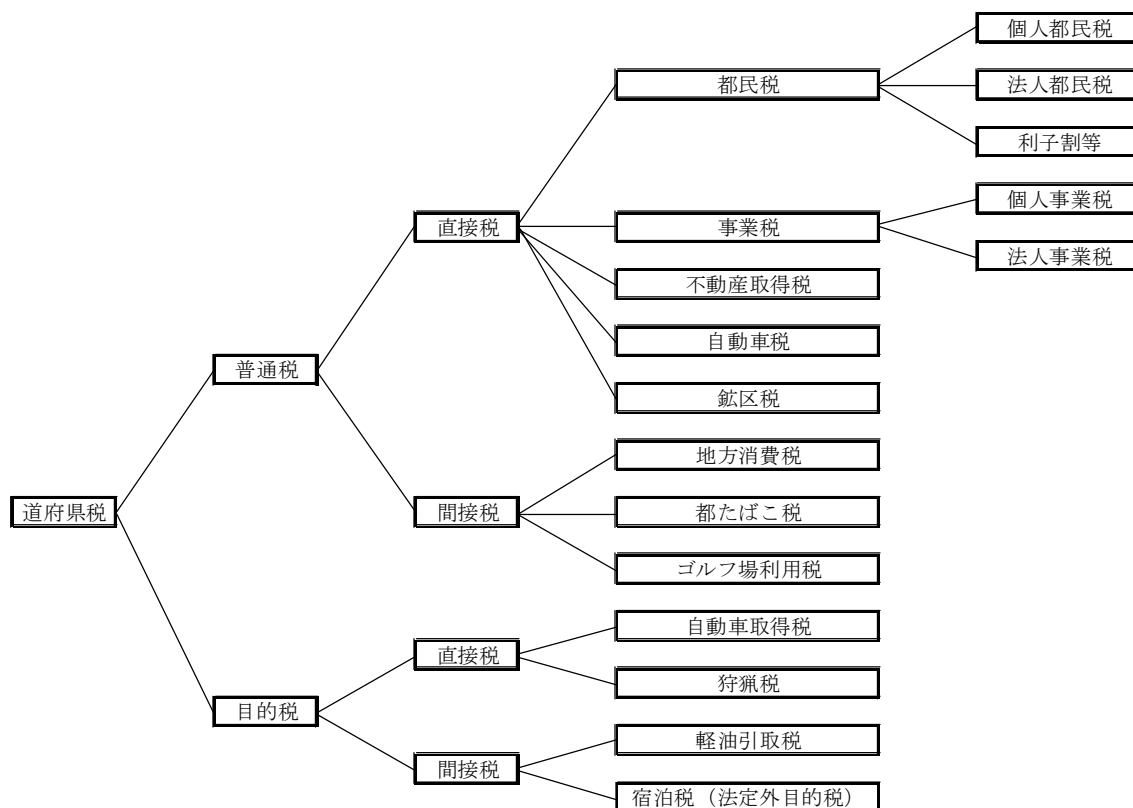 個人都民税
都民税
法人都民税
利子割等
個人事業税
直接税
事業税
法人事業税
不動産取得税
自動車税
普通税
鉱区税
地方消費税
道府県税
間接税
都たばこ税
ゴルフ場利用税
自動車取得税
直接税
狩猟税
目的税
軽油引取税
間接税
宿泊税（法定外目的税）